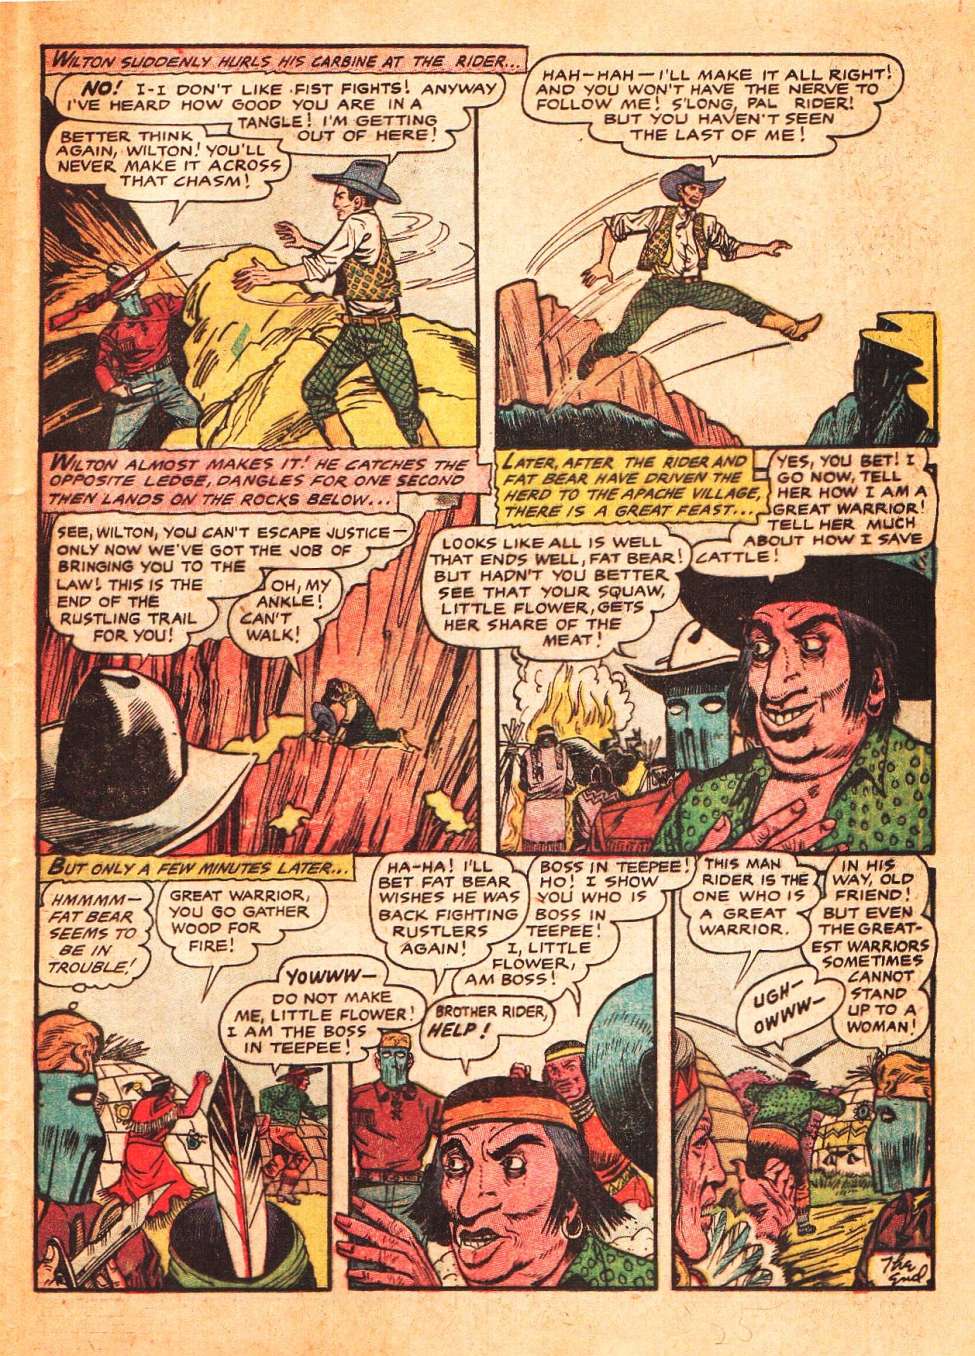 WILTON SUDDENLY HURLS HIS CARBINE AT THE RIDER...
NO! I-I DON'T LIKE FIST FIGHTS! ANYWAY
I'VE HEARD HOW GOOD YOU ARE IN A
TANGLE! I'M GETTING
OUT OF HERE!
BETTER THINK
AGAIN, WILTON! YOU'LL
NEVER MAKE IT ACROSS
THAT CHASM!
HAH-HAH-I'LL MAKE IT ALL RIGHT!
AND YOU WON'T HAVE THE NERVE TO
FOLLOW ME! S'LONG, PAL RIDER!
BUT YOU HAVEN'T SEEN
THE LAST OF ME!
WILTON ALMOST MAKES IT! HE CATCHES THE
OPPOSITE LEDGE, DANGLES FOR ONE SECOND
THEN LANDS ON THE ROCKS BELOW...
SEE, WILTON, YOU CAN'T ESCAPE JUSTICE-
ONLY NOW WE'VE GOT THE JOB OF
BRINGING YOU TO THE
LAW! THIS IS THE
END OF THE
RUSTLING TRAIL
FOR YOU!
OH, MY
ANKLE!
CAN'T
WALK!
LATER, AFTER THE RIDER AND
FAT BEAR HAVE DRIVEN THE
HERD TO THE APACHE VILLAGE,
THERE IS A GREAT FEAST...
LOOKS LIKE ALL IS WELL
THAT ENDS WELL, FAT BEAR!
BUT HADN'T YOU BETTER
SEE THAT YOUR SQUAW,
LITTLE FLOWER, GETS
HER SHARE OF THE
MEAT!
YES, YOU BET! I
GO NOW, TELL
HER HOW I AM A
GREAT WARRIOR!
TELL HER MUCH
ABOUT HOW I SAVE
CATTLE!
BUT ONLY A FEW MINUTES LATER...
HMMMM-
FAT BEAR
SEEMS TO
BE IN
TROUBLE!
GREAT WARRIOR,
YOU GO GATHER
WOOD FOR
FIRE!
YOWWW-
DO NOT MAKE
ME, LITTLE FLOWER!
I AM THE BOSS
IN TEEPEE!
HA-HA! I'LL
BET FAT BEAR
WISHES HE WAS
BACK FIGHTING
RUSTLERS
AGAIN!
BOSS IN TEEPEE!
HO! I SHOW
YOU WHO IS
BOSS IN
TEEPEE!
I, LITTLE
FLOWER,
AM BOSS!
BROTHER RIDER,
HELP!
THIS MAN
RIDER IS THE
ONE WHO IS
A GREAT
WARRIOR.
UGH-
OWWW-
IN HIS
WAY, OLD
FRIEND!
BUT EVEN
THE GREAT-
EST WARRIORS
SOMETIMES
CANNOT
STAND
UP TO A
WOMAN!
The
End